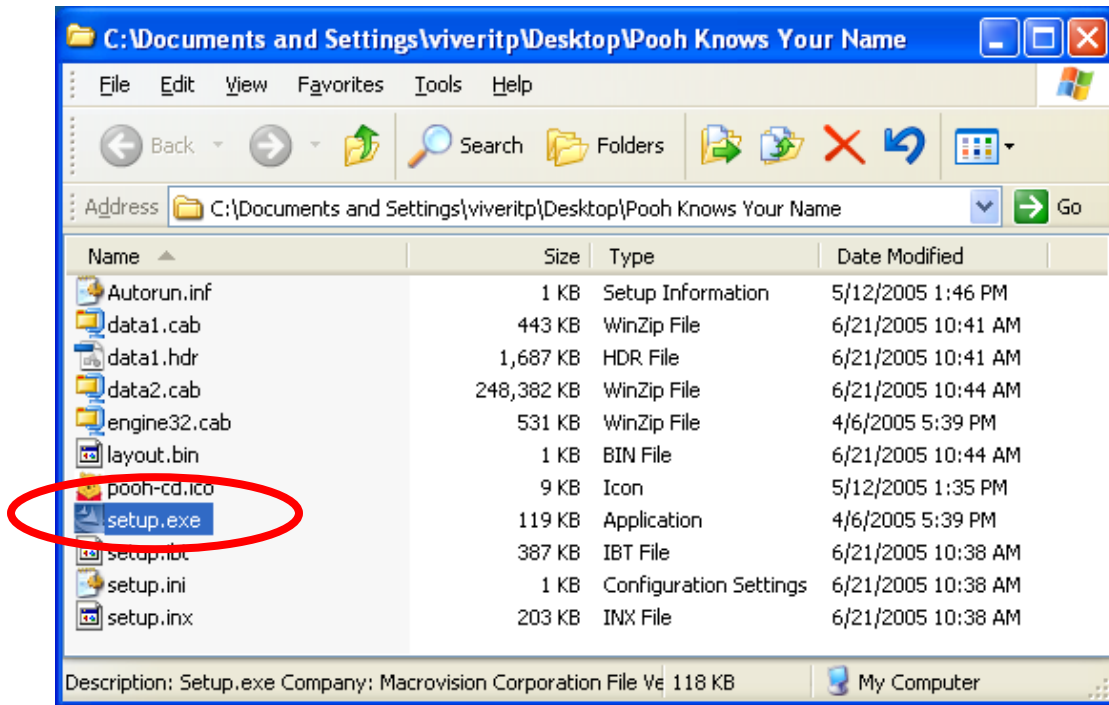 C:\Documents and Settings\viveritp\Desktop\Pooh Knows Your Name
File Edit View Favorites Tools Help
Back Search Folders
Address C:\Documents and Settings\viveritp\Desktop\Pooh Knows Your Name Go
Name Size Type Date Modified
Autorun.inf 1 KB Setup Information 5/12/2005 1:46 PM
data1.cab 443 KB WinZip File 6/21/2005 10:41 AM
data1.hdr 1,687 KB HDR File 6/21/2005 10:41 AM
data2.cab 248,382 KB WinZip File 6/21/2005 10:44 AM
engine32.cab 531 KB WinZip File 4/6/2005 5:39 PM
layout.bin 1 KB BIN File 6/21/2005 10:44 AM
pooh-cd.ico 9 KB Icon 5/12/2005 1:35 PM
setup.exe 119 KB Application 4/6/2005 5:39 PM
setup.ibt 387 KB IBT File 6/21/2005 10:38 AM
setup.ini 1 KB Configuration Settings 6/21/2005 10:38 AM
setup.inx 203 KB INX File 6/21/2005 10:38 AM
Description: Setup.exe Company: Macrovision Corporation File Ve 118 KB My Computer